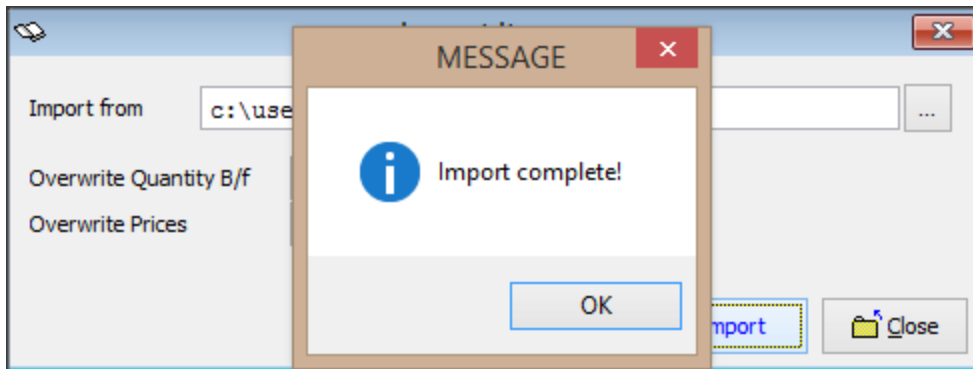 MESSAGE
Import from
c:\use
...
Import complete!
Overwrite Quantity B/f
Overwrite Prices
OK
mport
Close